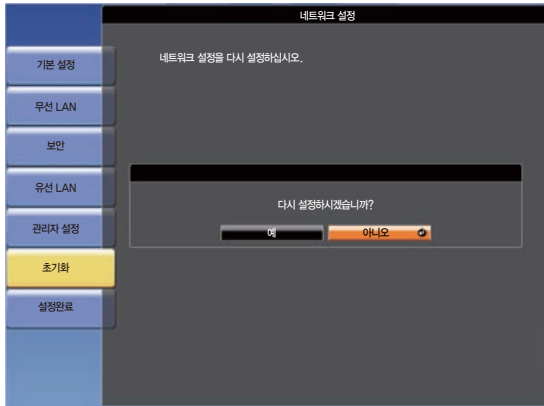 네트워크 설정
기본 설정
무선 LAN
보안
유선 LAN
관리자 설정
초기화
설정완료
네트워크 설정을 다시 설정하십시오.
다시 설정하시겠습니까?
예
아니오